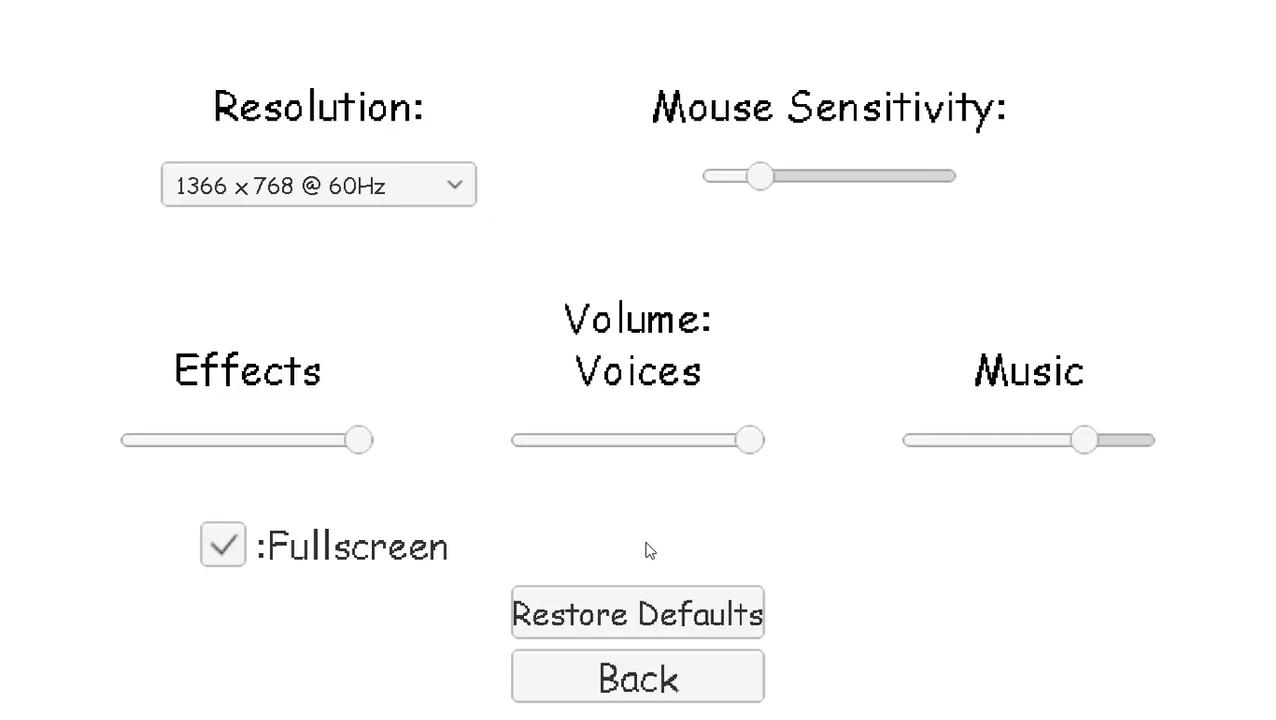 Resolution:
Mouse Sensitivity:
1366 x 768 @ 60Hz
Volume:
Effects
Voices
Music
:Fullscreen
Restore Defaults
Back